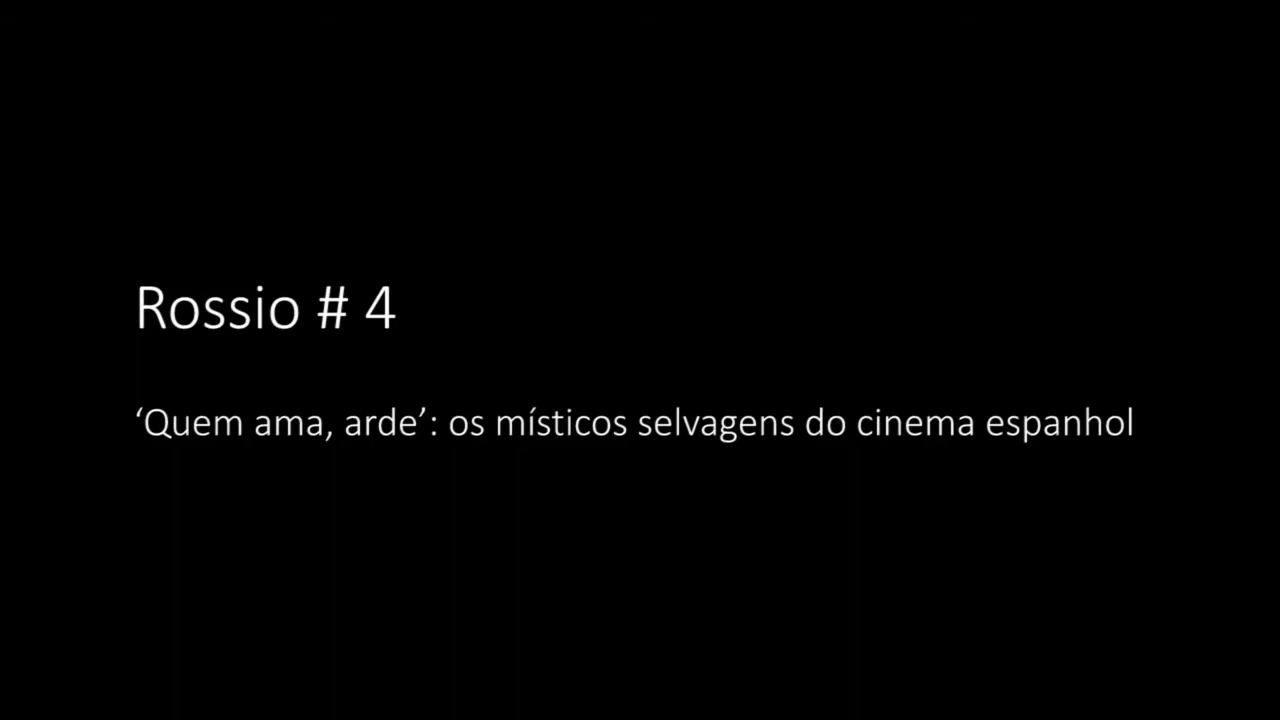 Rossio # 4
‘Quem ama, arde’: os místicos selvagens do cinema espanhol